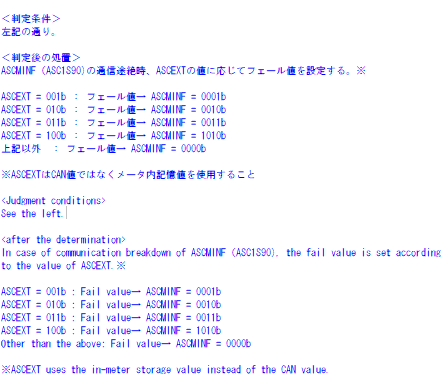 ＜判定条件＞
左記の通り。
＜判定後の処置＞
ASCMINF (ASC1S90)の通信途絶時、ASCEXTの値に応じてフェール値を設定する。※
ASCEXT = 001b ： フェール値→ ASCMINF = 0001b
ASCEXT = 010b ： フェール値→ ASCMINF = 0010b
ASCEXT = 011b ： フェール値→ ASCMINF = 0011b
ASCEXT = 100b ： フェール値→ ASCMINF = 1010b
上記以外 ： フェール値→ ASCMINF = 0000b
※ASCEXTはCAN値ではなくメータ内記憶値を使用すること
<Judgment conditions>
See the left.
<after the determination>
In case of communication breakdown of ASCMINF (ASC1S90), the fail value is set according
to the value of ASCEXT.※
ASCEXT = 001b : Fail value→ ASCMINF = 0001b
ASCEXT = 010b : Fail value→ ASCMINF = 0010b
ASCEXT = 011b : Fail value→ ASCMINF = 0011b
ASCEXT = 100b : Fail value→ ASCMINF = 1010b
Other than the above: Fail value→ ASCMINF = 0000b
※ASCEXT uses the in-meter storage value instead of the CAN value.